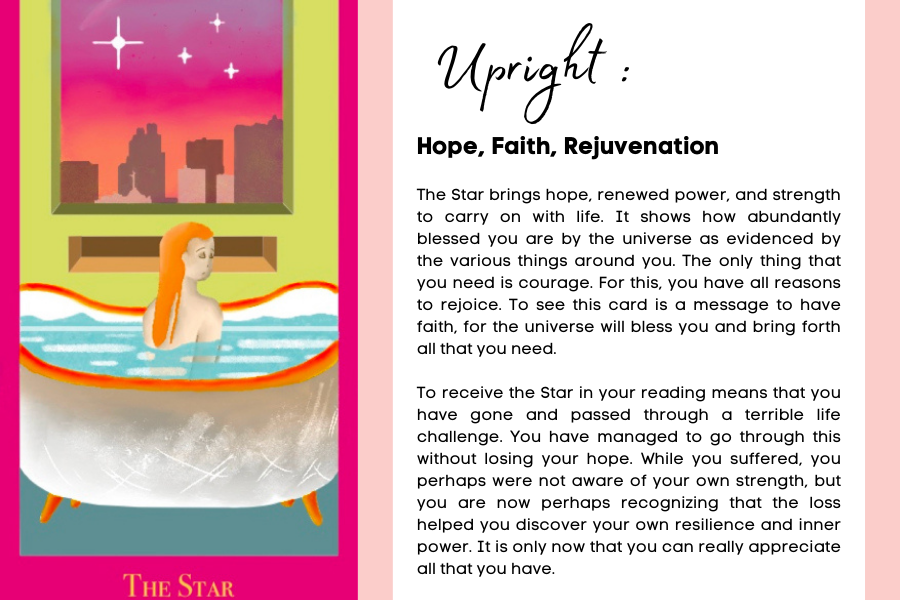 The Star
Upright :
Hope, Faith, Rejuvenation
The Star brings hope, renewed power, and strength
to carry on with life. It shows how abundantly
blessed you are by the universe as evidenced by
the various things around you. The only thing that
you need is courage. For this, you have all reasons
to rejoice. To see this card is a message to have
faith, for the universe will bless you and bring forth
all that you need.
To receive the Star in your reading means that you
have gone and passed through a terrible life
challenge. You have managed to go through this
without losing your hope. While you suffered, you
perhaps were not aware of your own strength, but
you are now perhaps recognizing that the loss
helped you discover your own resilience and inner
power. It is only now that you can really appreciate
all that you have.